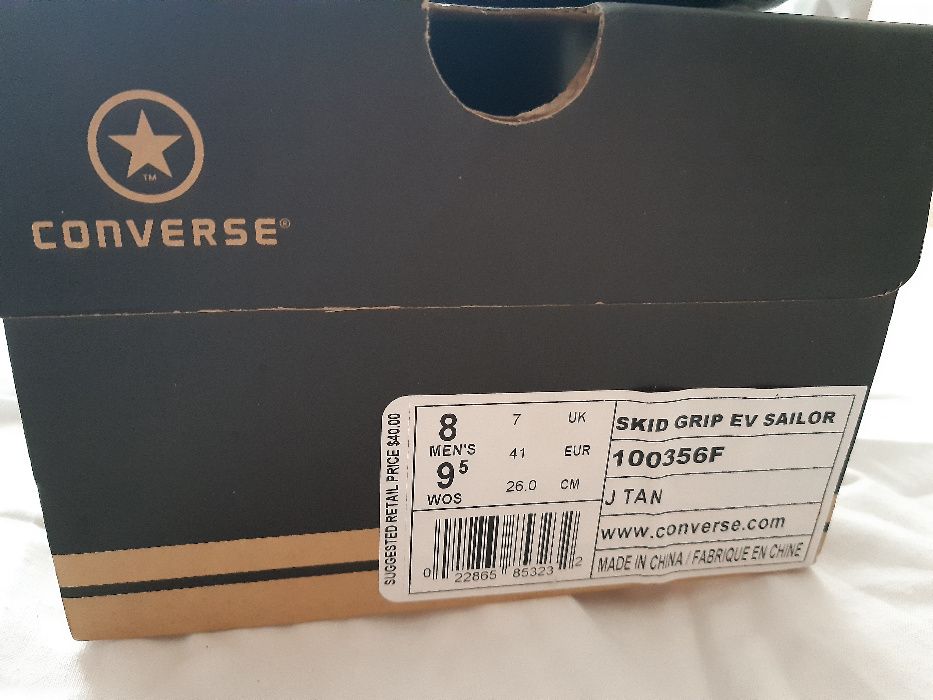 TM
CONVERSE®
SUGGESTED RETAIL PRICE $40.00
8 7 UK
MEN'S 41 EUR
9⁵ 26.0 CM
WOS
0 22865 85323 2
SKID GRIP EV SAILOR
100356F
J TAN
www.converse.com
MADE IN CHINA / FABRIQUE EN CHINE